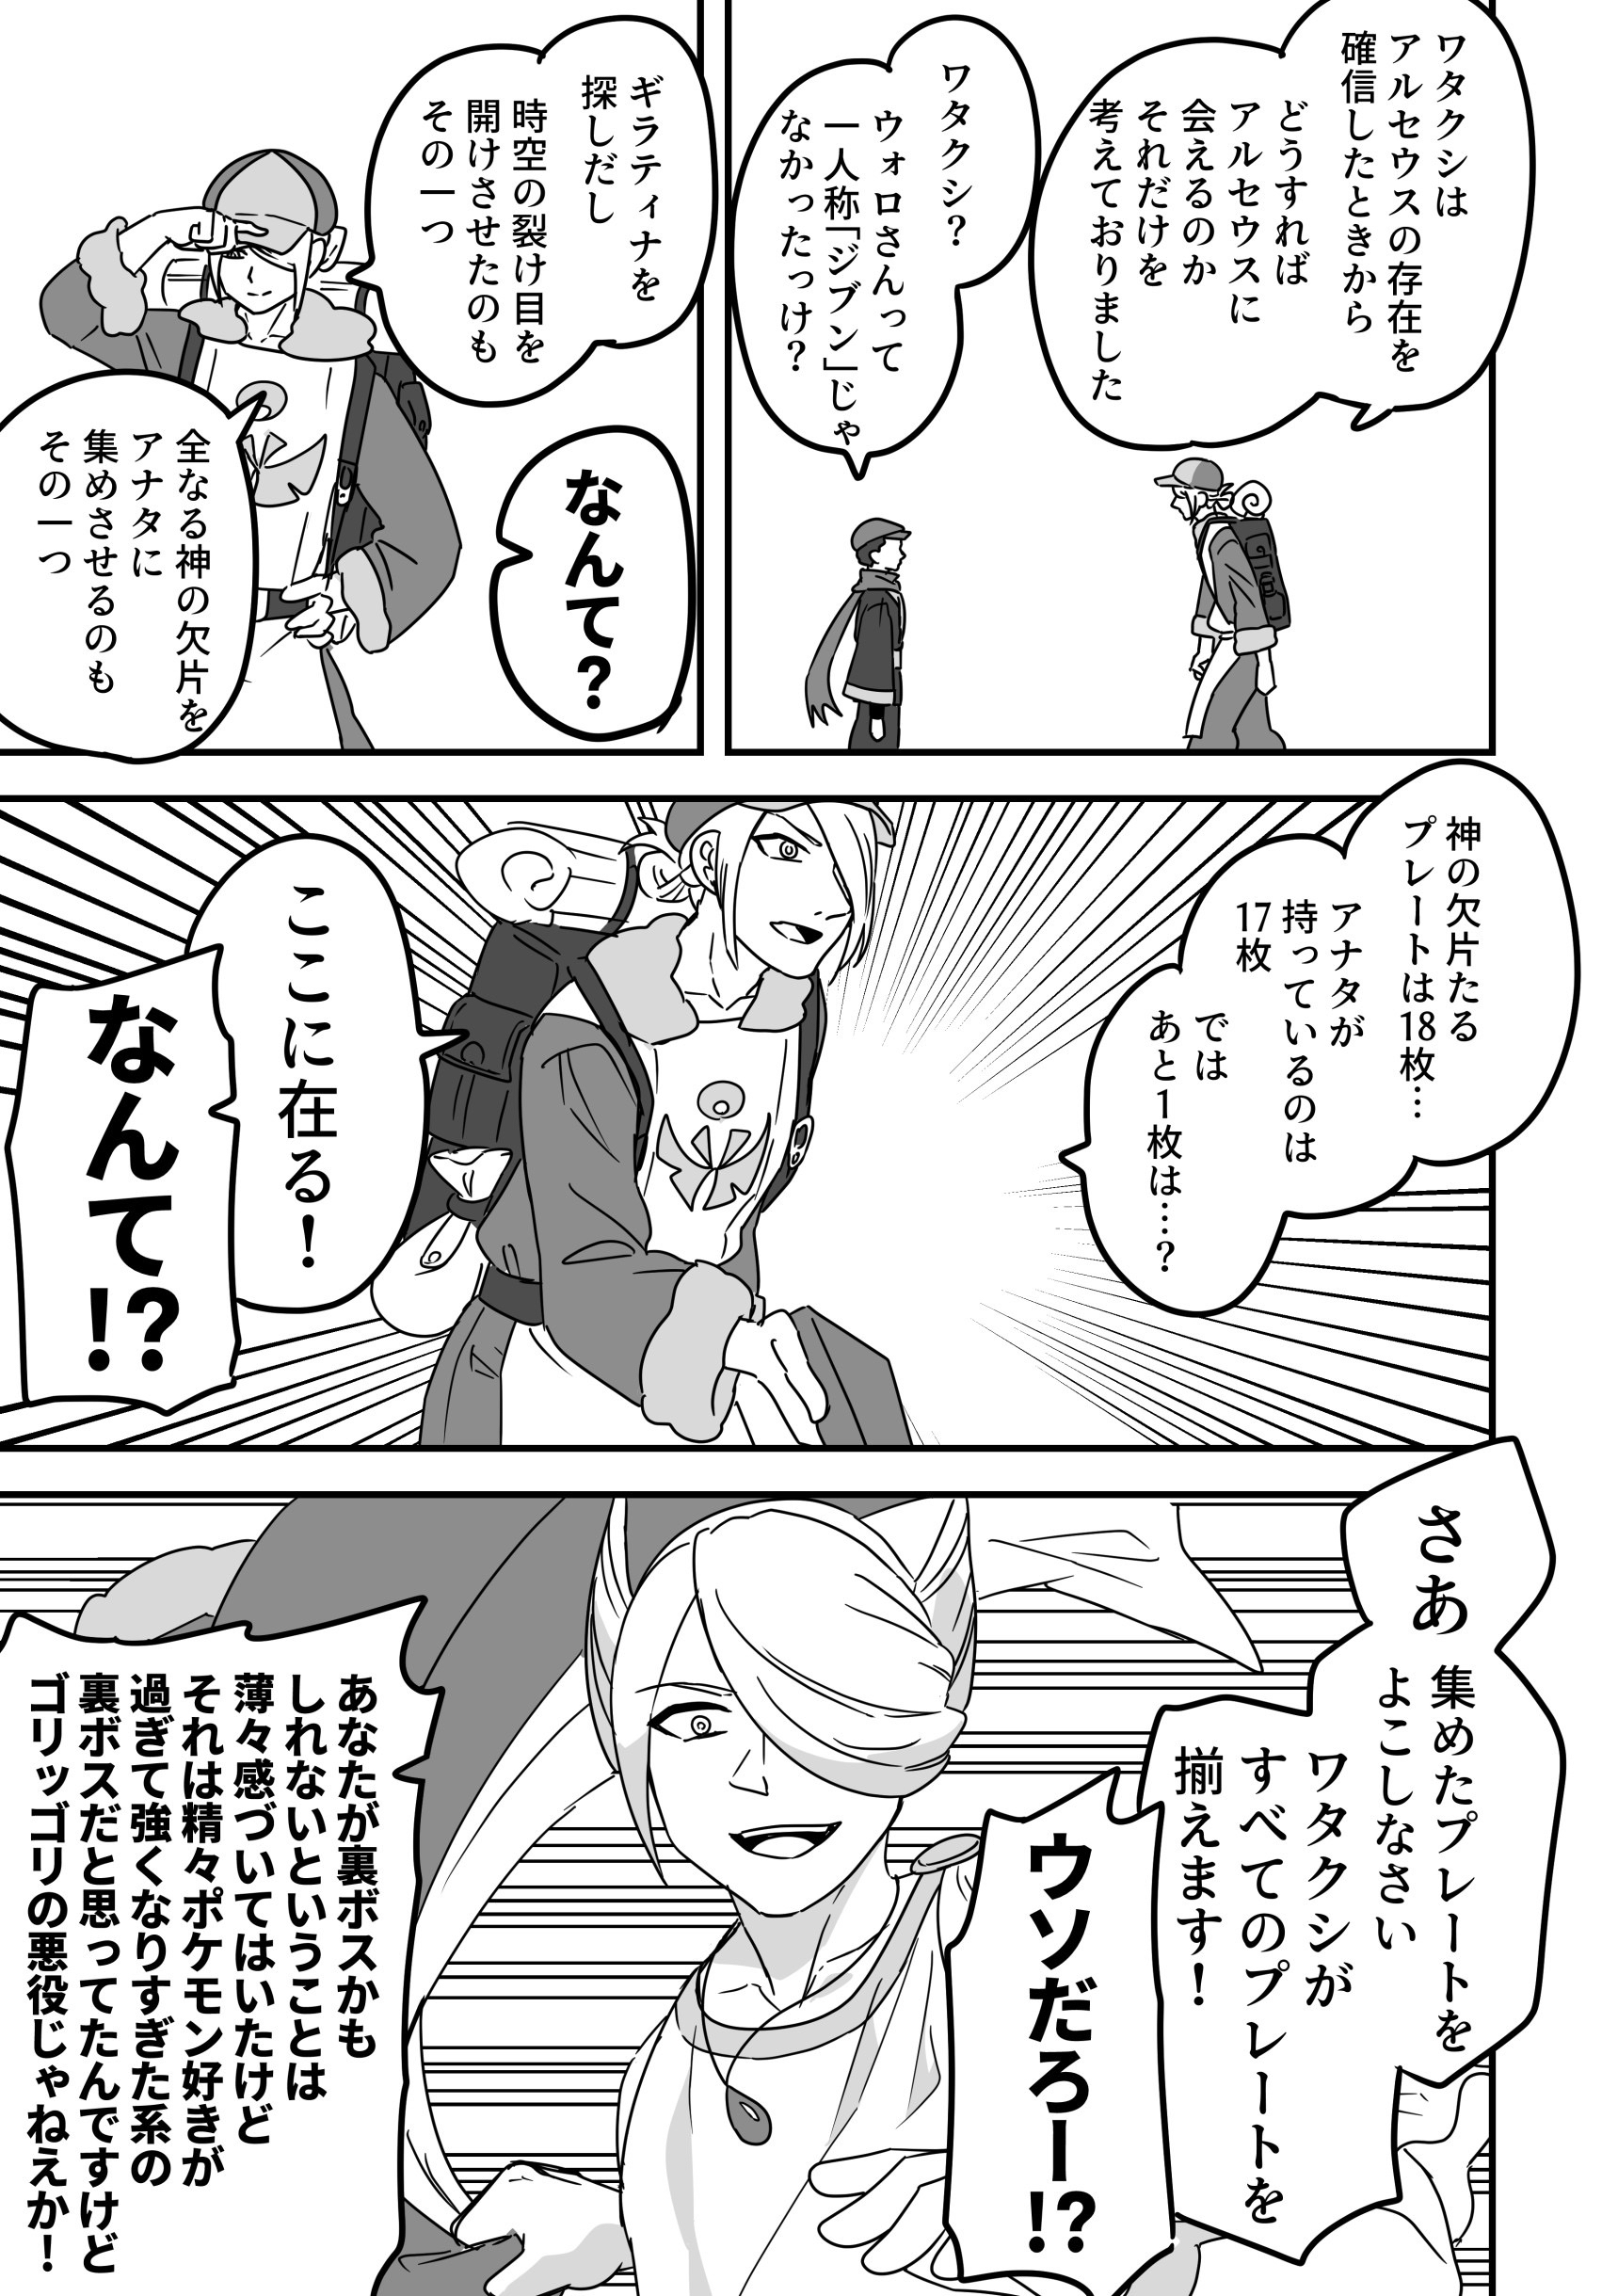 ワタクシは
アルセウスの存在を
確信したときから
どうすれば
アルセウスに
会えるのか
それだけを
考えておりました
ワタクシ？
ウォロさんって
一人称「ジブン」じゃ
なかったっけ？
ギラティナを
探しだし
時空の裂け目を
開けさせたのも
その一つ
なんて？
全なる神の欠片を
アナタに
集めさせるのも
その一つ
神の欠片たる
プレートは18枚…
アナタが
持っているのは
17枚
では
あと1枚は…？
ここに在る！
なんて!?
さあ
集めたプレートを
よこしなさい
ワタクシが
すべてのプレートを
揃えます！
ウソだろー!?
あなたが裏ボスかも
しれないということは
薄々感づいてはいたけど
それは精々ポケモン好きが
過ぎて強くなりすぎた系の
裏ボスだと思ってたんですけど
ゴリッゴリの悪役じゃねえか！